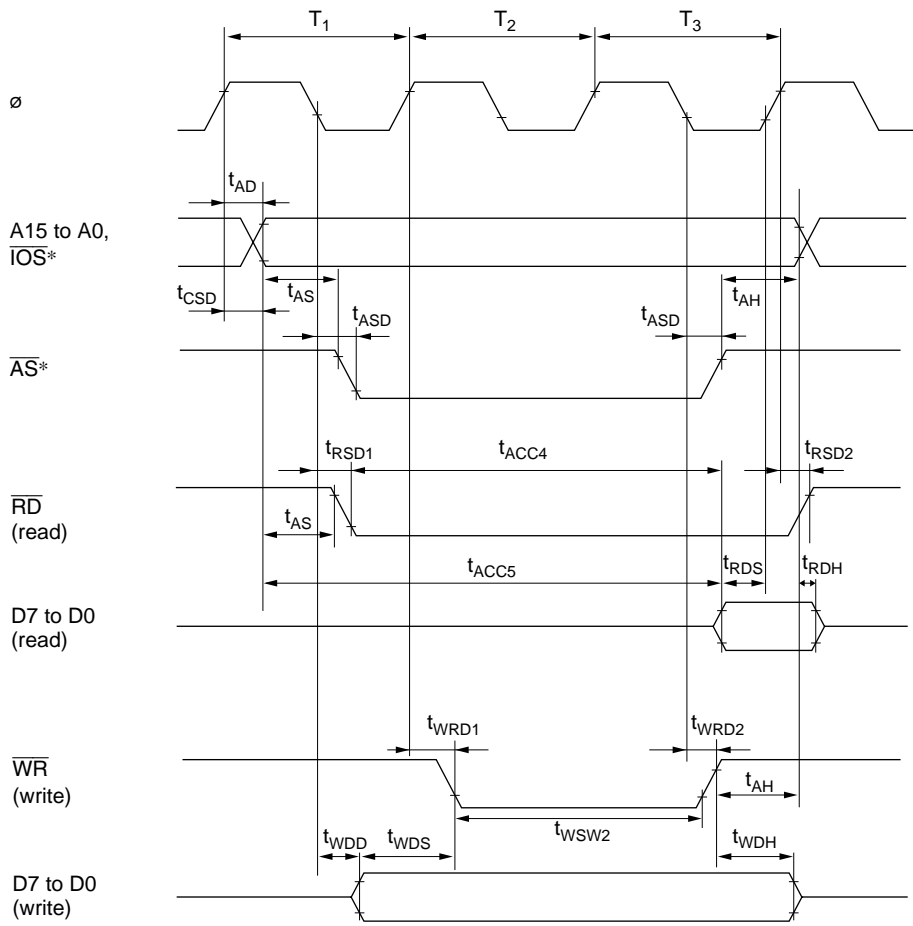 T1 T2 T3
ø
tAD
A15 to A0,
IOS*
tCSD tAS tAH
tASD tASD
AS*
tRSD1 tACC4 tRSD2
RD
(read)
tAS
tACC5 tRDS tRDH
D7 to D0
(read)
tWRD1 tWRD2
WR
(write)
tAH
tWSW2
tWDD tWDS tWDH
D7 to D0
(write)